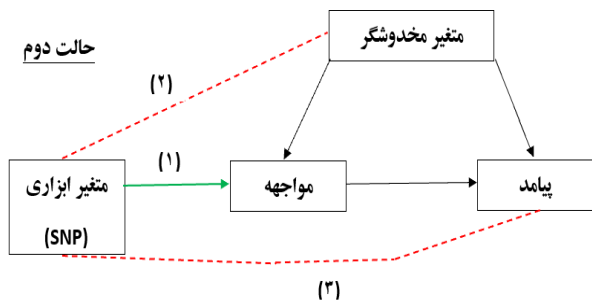 متغیر مخدوشگر
حالت دوم
(۲)
(۱)
متغیر ابزاری
(SNP)
مواجهه
پیامد
(۳)